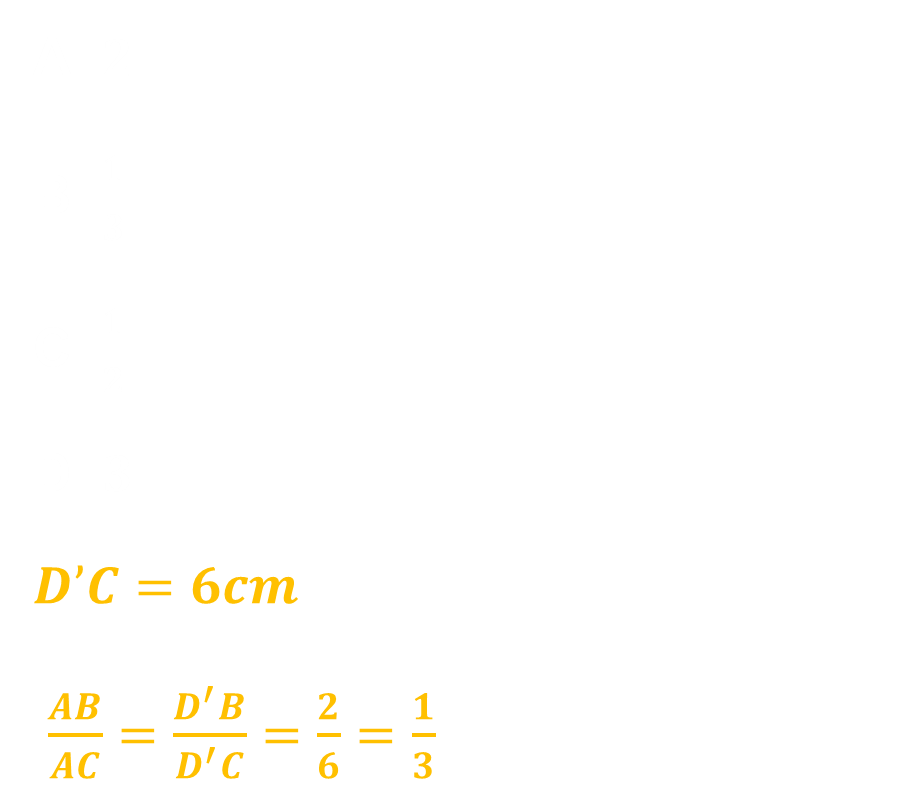 D'C = 6cm
AB/AC = D'B/D'C = 2/6 = 1/3